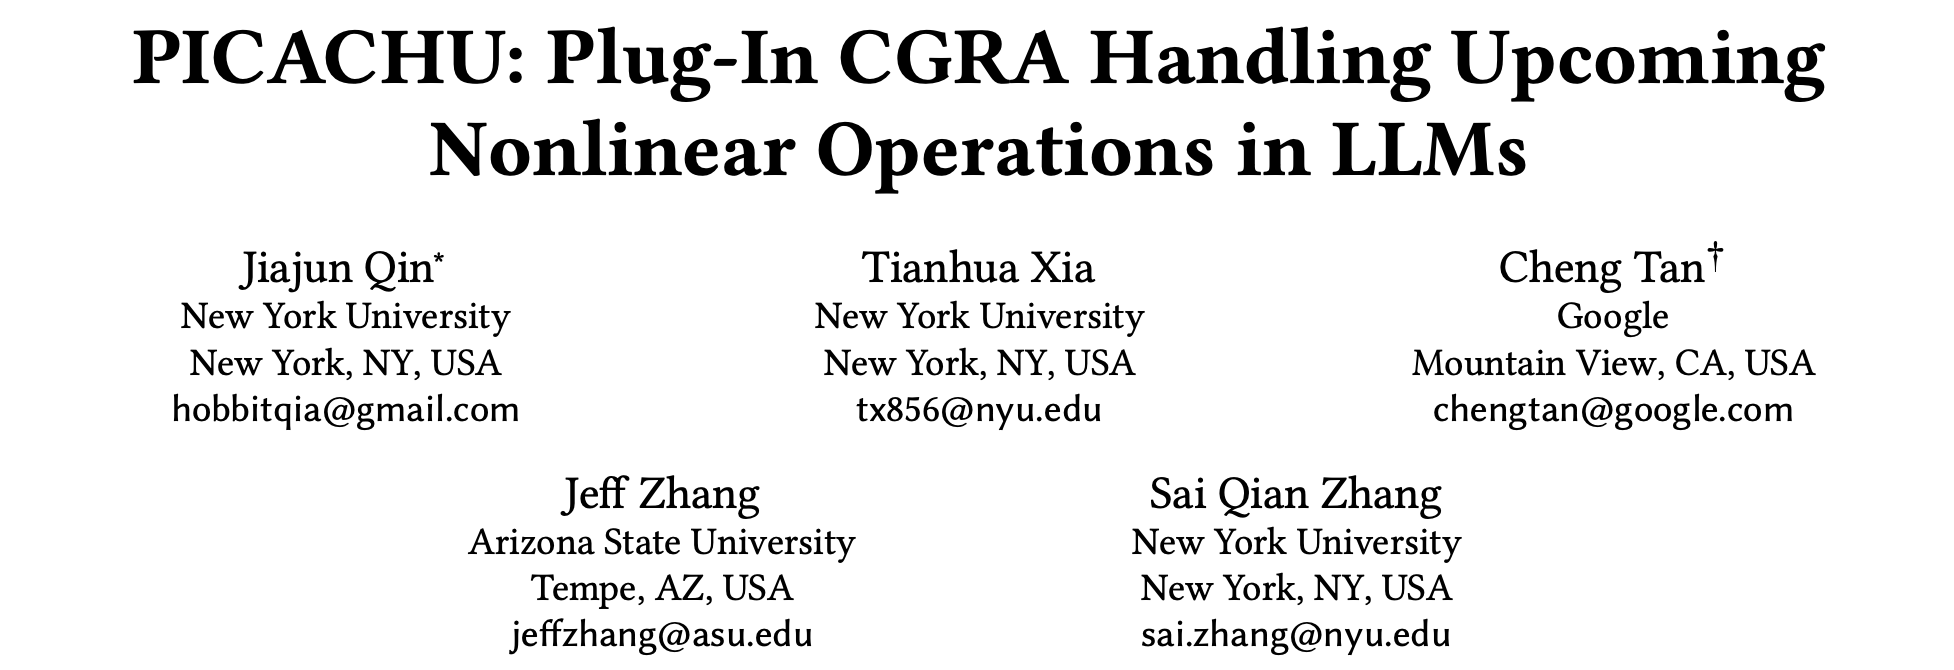 PICACHU: Plug-In CGRA Handling Upcoming
Nonlinear Operations in LLMs
Jiajun Qin*
New York University
New York, NY, USA
hobbitqia@gmail.com
Tianhua Xia
New York University
New York, NY, USA
tx856@nyu.edu
Cheng Tan†
Google
Mountain View, CA, USA
chengtan@google.com
Jeff Zhang
Arizona State University
Tempe, AZ, USA
jeffzhang@asu.edu
Sai Qian Zhang
New York University
New York, NY, USA
sai.zhang@nyu.edu